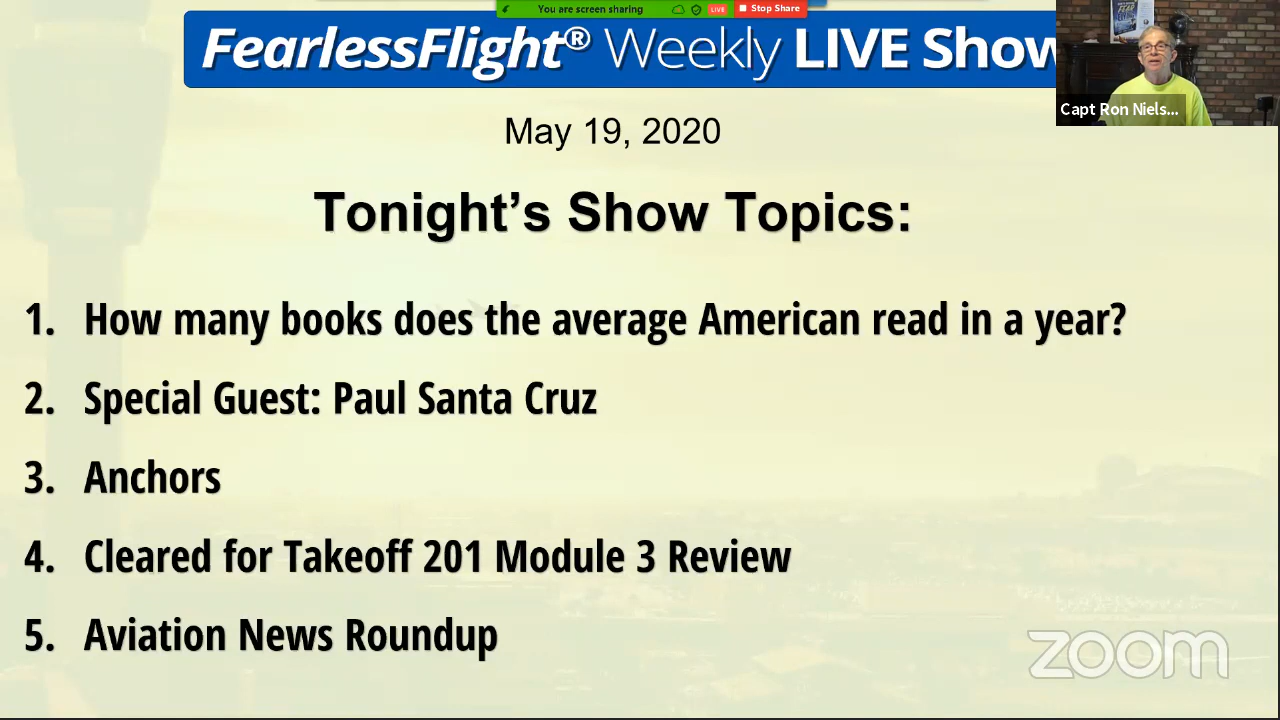 You are screen sharing LIVE Stop Share
FearlessFlight® Weekly LIVE Show
Capt Ron Niels...
May 19, 2020
Tonight's Show Topics:
1. How many books does the average American read in a year?
2. Special Guest: Paul Santa Cruz
3. Anchors
4. Cleared for Takeoff 201 Module 3 Review
5. Aviation News Roundup
zoom